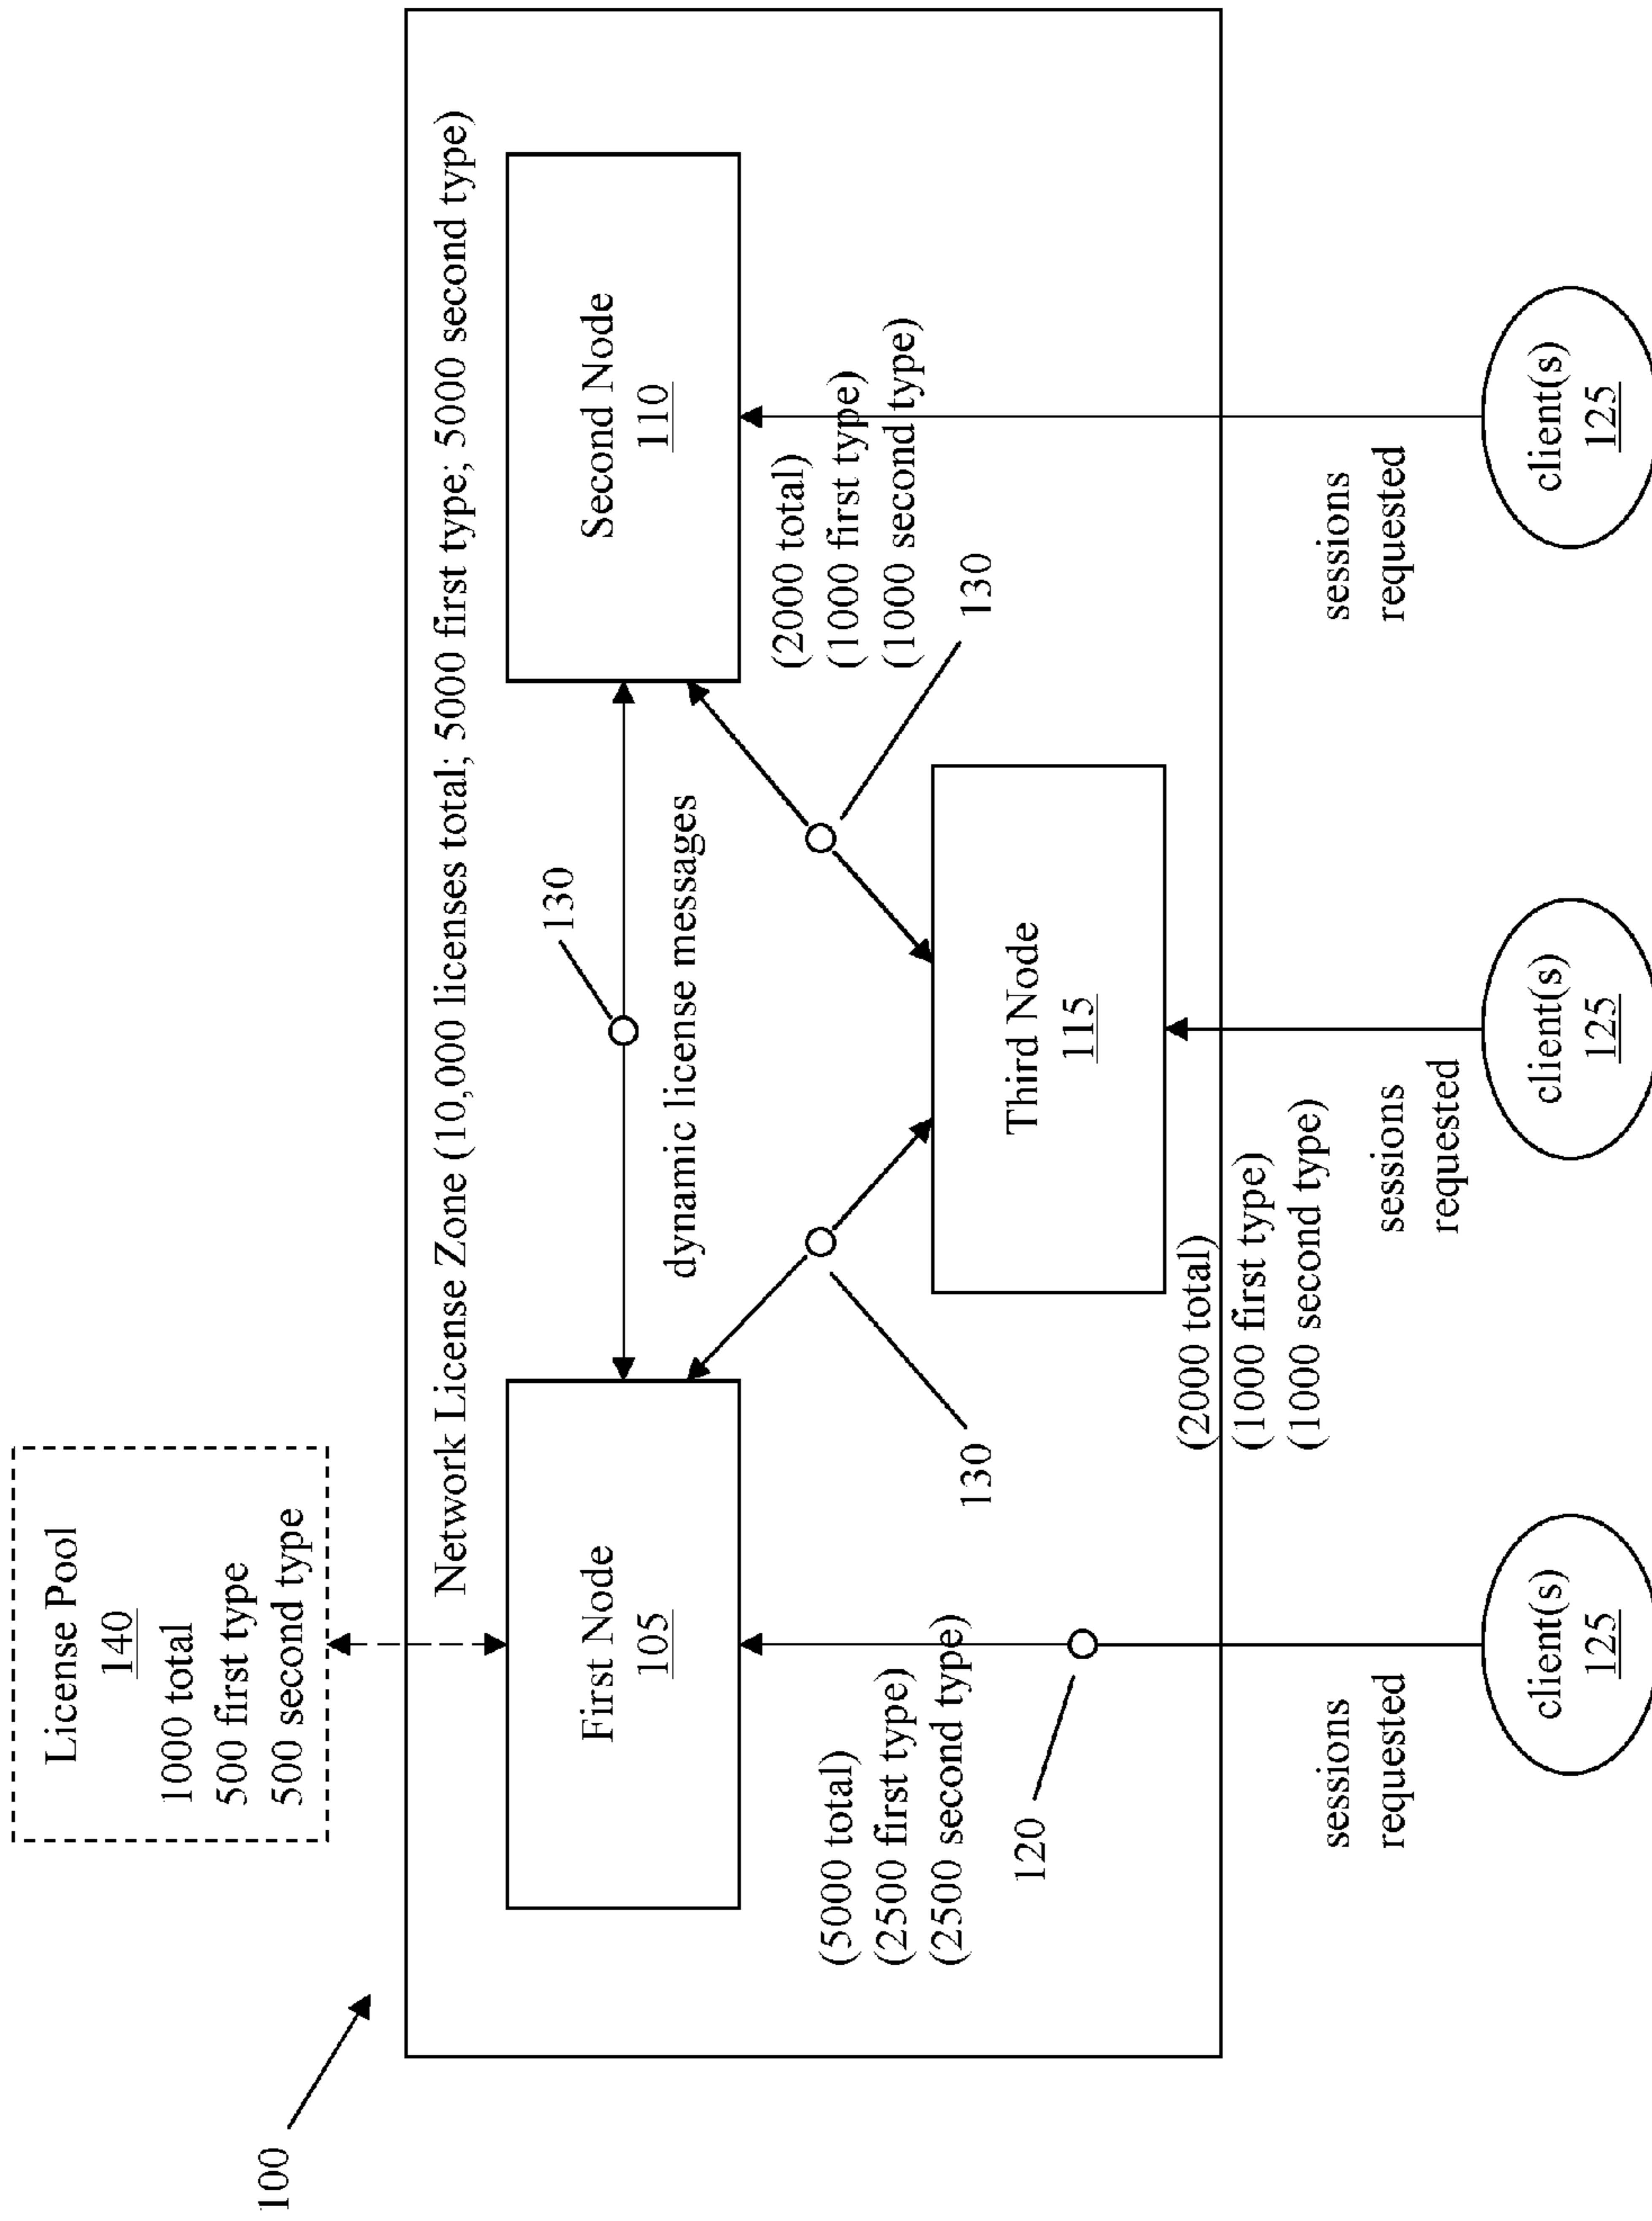 100
License Pool
140
1000 total
500 first type
500 second type
Network License Zone (10,000 licenses total; 5000 first type; 5000 second type)
First Node
105
130
Second Node
110
dynamic license messages
(5000 total)
(2500 first type)
(2500 second type)
120
130
Third Node
115
130
(2000 total)
(1000 first type)
(1000 second type)
(2000 total)
(1000 first type)
(1000 second type)
sessions
requested
sessions
requested
sessions
requested
client(s)
125
client(s)
125
client(s)
125